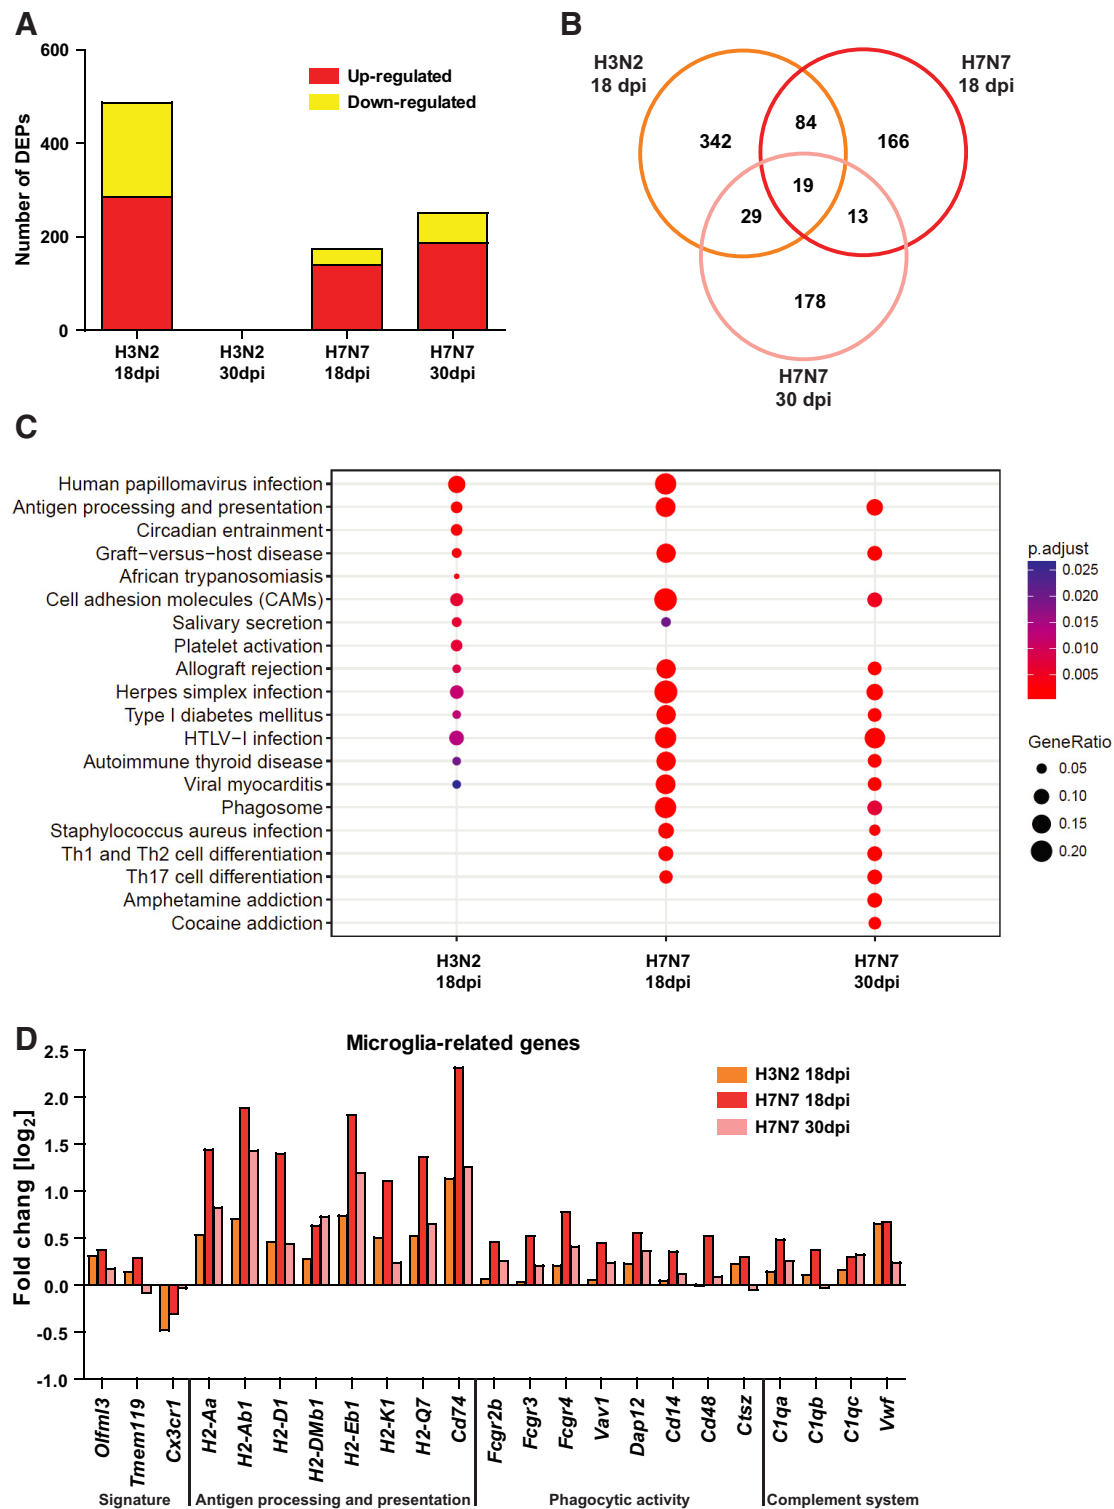 A
600
400
200
0
Number of DEPs
Up-regulated
Down-regulated
H3N2
18dpi
H3N2
30dpi
H7N7
18dpi
H7N7
30dpi
B
H3N2
18 dpi
H7N7
18 dpi
342
84
166
19
29
13
178
H7N7
30 dpi
C
Human papillomavirus infection
Antigen processing and presentation
Circadian entrainment
Graft−versus−host disease
African trypanosomiasis
Cell adhesion molecules (CAMs)
Salivary secretion
Platelet activation
Allograft rejection
Herpes simplex infection
Type I diabetes mellitus
HTLV−I infection
Autoimmune thyroid disease
Viral myocarditis
Phagosome
Staphylococcus aureus infection
Th1 and Th2 cell differentiation
Th17 cell differentiation
Amphetamine addiction
Cocaine addiction
H3N2
18dpi
H7N7
18dpi
H7N7
30dpi
p.adjust
0.025
0.020
0.015
0.010
0.005
GeneRatio
0.05
0.10
0.15
0.20
D
Microglia-related genes
2.5
2.0
1.5
1.0
0.5
0.0
-0.5
-1.0
Fold chang [log2]
H3N2 18dpi
H7N7 18dpi
H7N7 30dpi
Olfml3
Tmem119
Cx3cr1
H2-Aa
H2-Ab1
H2-D1
H2-DMb1
H2-Eb1
H2-K1
H2-Q7
Cd74
Fcgr2b
Fcgr3
Fcgr4
Vav1
Dap12
Cd14
Cd48
Ctsz
C1qa
C1qb
C1qc
Vwf
Signature
Antigen processing and presentation
Phagocytic activity
Complement system